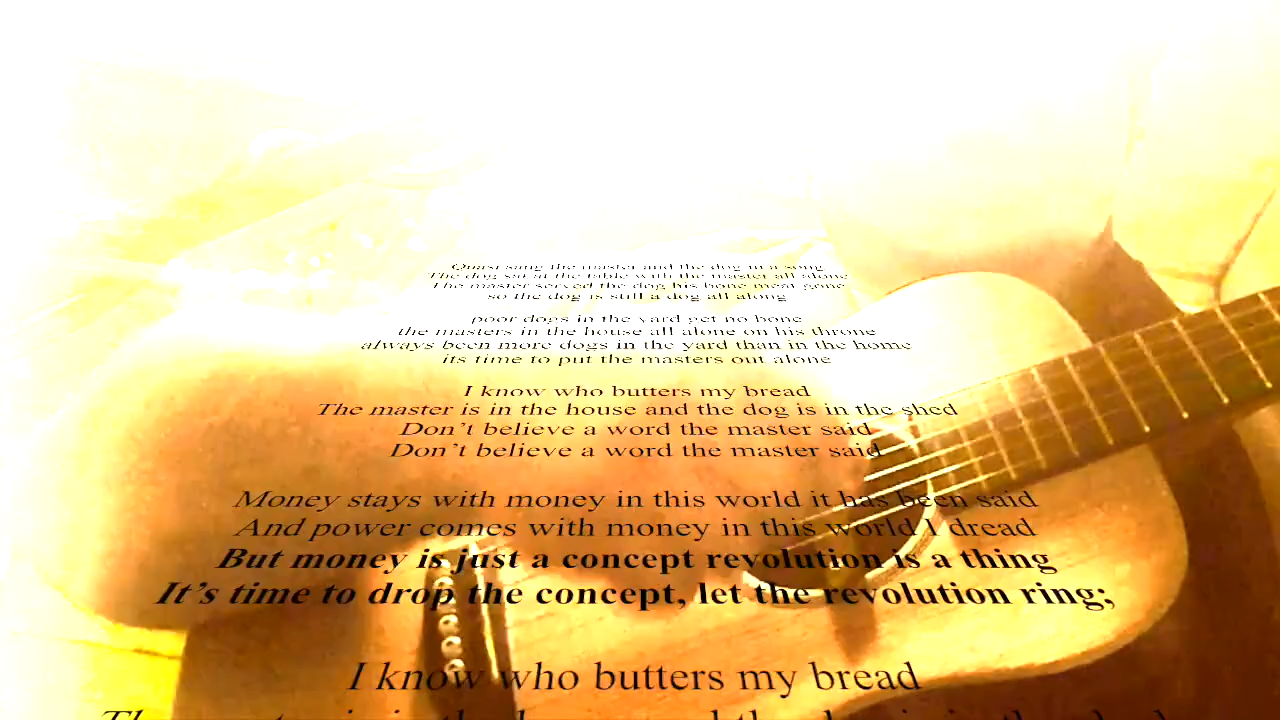 Quasi sang the master and the dog in a song
The dog sat at the table with the master all alone
The master served the dog his bone meat gone
so the dog is still a dog all along
poor dogs in the yard get no bone
the masters in the house all alone on his throne
always been more dogs in the yard than in the home
its time to put the masters out alone
I know who butters my bread
The master is in the house and the dog is in the shed
Don't believe a word the master said
Don't believe a word the master said
Money stays with money in this world it has been said
And power comes with money in this world I dread
But money is just a concept revolution is a thing
It's time to drop the concept, let the revolution ring;
I know who butters my bread